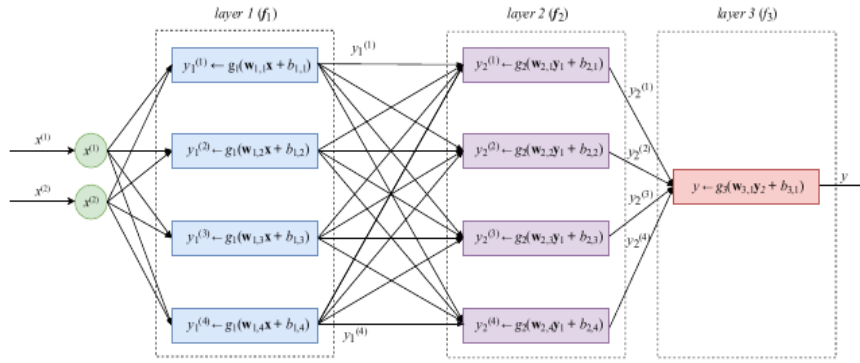 layer 1 (f₁)
layer 2 (f₂)
layer 3 (f₃)
y₁⁽¹⁾ ← g₁(w₁,₁x + b₁,₁)
y₁⁽¹⁾
y₂⁽¹⁾ ← g₂(w₂,₁y₁ + b₂,₁)
y₂⁽¹⁾
x⁽¹⁾
x⁽¹⁾
y₁⁽²⁾ ← g₁(w₁,₂x + b₁,₂)
y₂⁽²⁾ ← g₂(w₂,₂y₁ + b₂,₂)
y₂⁽²⁾
x⁽²⁾
x⁽²⁾
y ← g₃(w₃,₁y₂ + b₃,₁)
y
y₁⁽³⁾ ← g₁(w₁,₃x + b₁,₃)
y₂⁽³⁾ ← g₂(w₂,₃y₁ + b₂,₃)
y₂⁽³⁾
y₂⁽⁴⁾
y₁⁽⁴⁾ ← g₁(w₁,₄x + b₁,₄)
y₁⁽⁴⁾
y₂⁽⁴⁾ ← g₂(w₂,₄y₁ + b₂,₄)